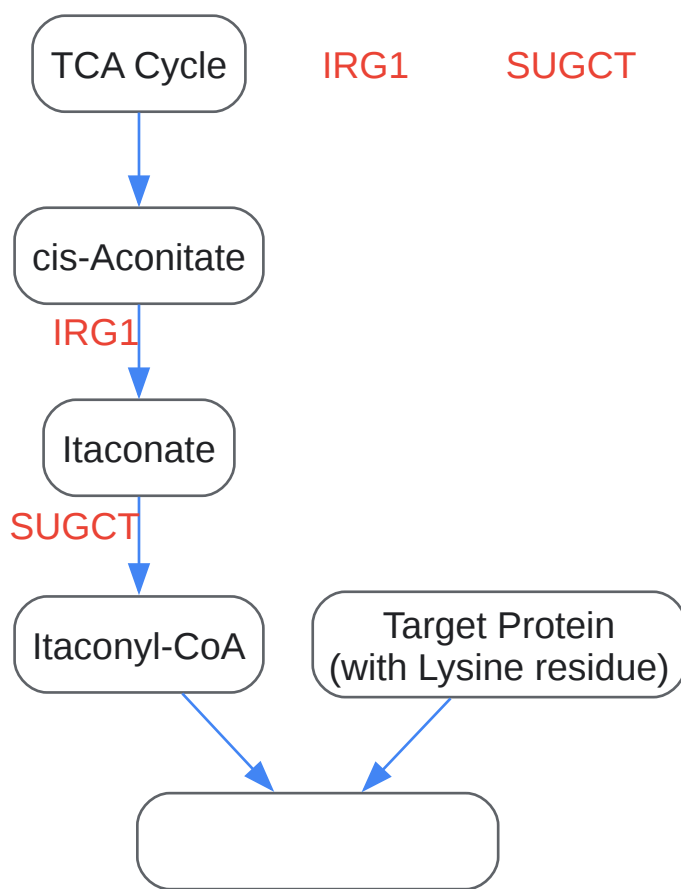 TCA Cycle
IRG1
SUGCT
cis-Aconitate
IRG1
Itaconate
SUGCT
Itaconyl-CoA
Target Protein
(with Lysine residue)